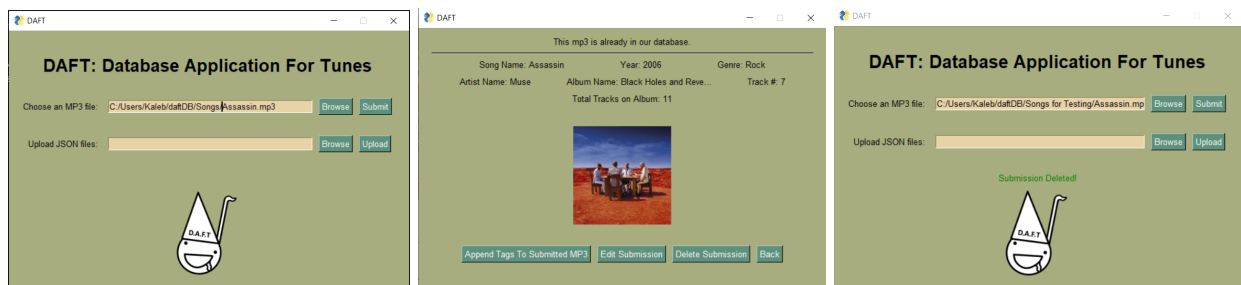 DAFT
DAFT: Database Application For Tunes
Choose an MP3 file: C:/Users/Kaleb/daftDB/Songs/Assassin.mp3 Browse Submit
Upload JSON files: Browse Upload
D.A.F.T
DAFT
This mp3 is already in our database.
Song Name: Assassin Year: 2006 Genre: Rock
Artist Name: Muse Album Name: Black Holes and Reve... Track #: 7
Total Tracks on Album: 11
Append Tags To Submitted MP3 Edit Submission Delete Submission Back
DAFT
DAFT: Database Application For Tunes
Choose an MP3 file: C:/Users/Kaleb/daftDB/Songs for Testing/Assassin.mp Browse Submit
Upload JSON files: Browse Upload
Submission Deleted!
D.A.F.T